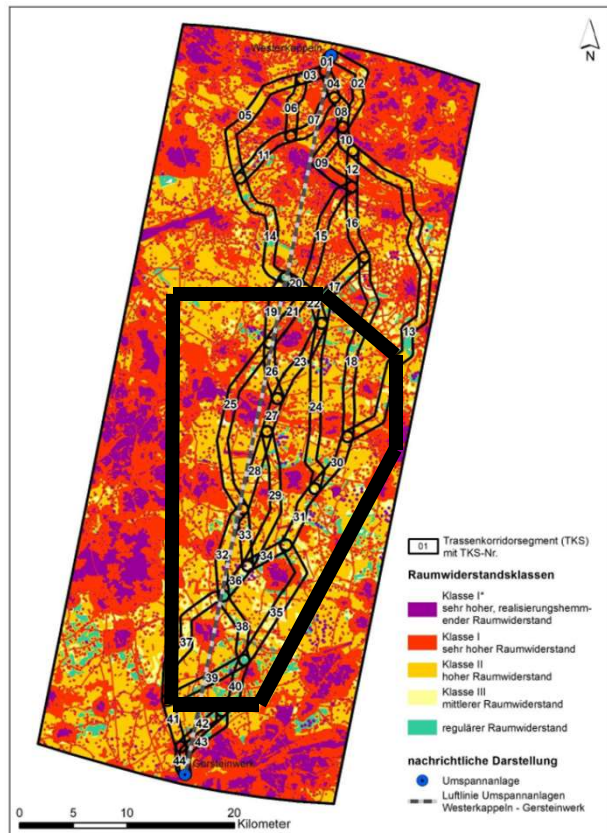 Westerkappeln
01
N
03
02
04
05
06
08
07
10
11
09
12
14
15
16
20
17
22
19
21
13
26
23
18
25
24
27
28
30
29
31
33
32
34
36
35
37
38
39
40
41
42
43
44
Gersteinwerk
01 Trassenkorridorsegment (TKS)
mit TKS-Nr.
Raumwiderstandsklassen
Klasse I*
sehr hoher, realisierungshemm-
ender Raumwiderstand
Klasse I
sehr hoher Raumwiderstand
Klasse II
hoher Raumwiderstand
Klasse III
mittlerer Raumwiderstand
regulärer Raumwiderstand
nachrichtliche Darstellung
Umspannanlage
Luftlinie Umspannanlagen
Westerkappeln - Gersteinwerk
0 5 10 20
Kilometer